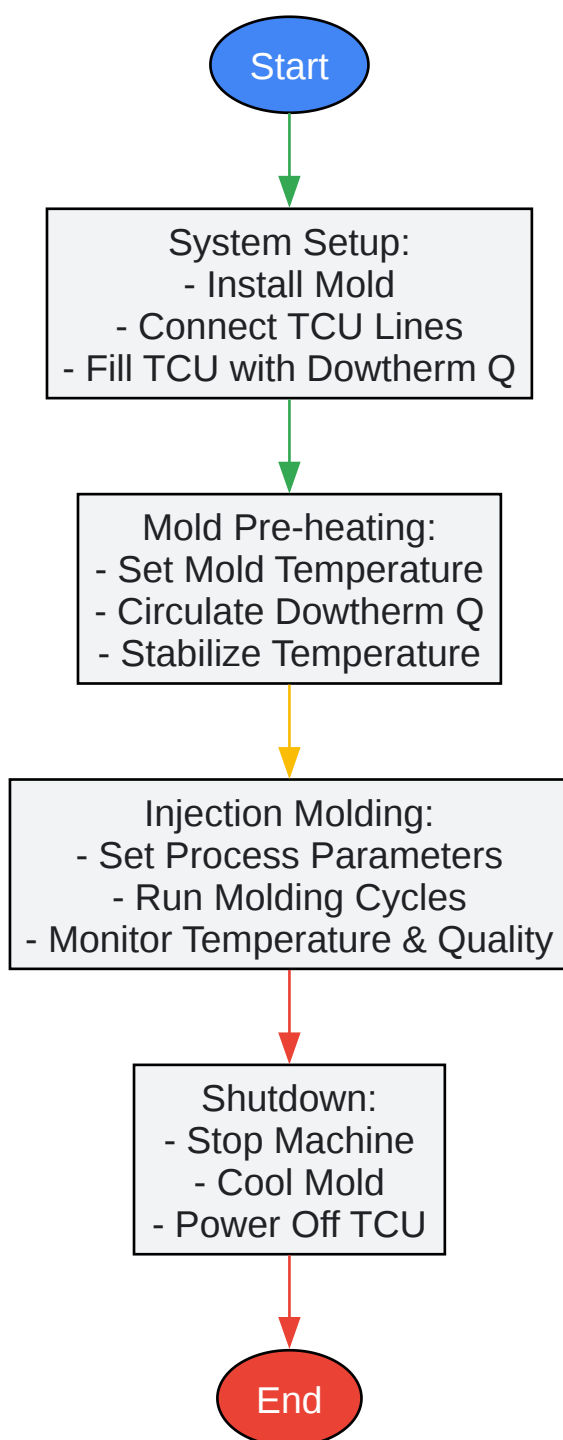 Start
System Setup:
- Install Mold
- Connect TCU Lines
- Fill TCU with Dowtherm Q
Mold Pre-heating:
- Set Mold Temperature
- Circulate Dowtherm Q
- Stabilize Temperature
Injection Molding:
- Set Process Parameters
- Run Molding Cycles
- Monitor Temperature & Quality
Shutdown:
- Stop Machine
- Cool Mold
- Power Off TCU
End